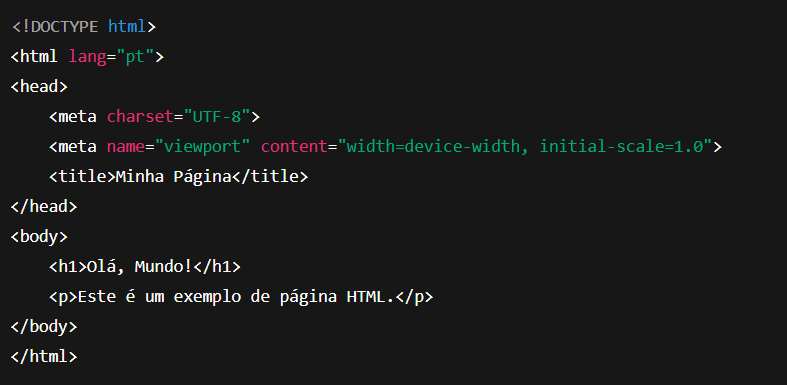 <!DOCTYPE html>
<html lang="pt">
<head>
    <meta charset="UTF-8">
    <meta name="viewport" content="width=device-width, initial-scale=1.0">
    <title>Minha Página</title>
</head>
<body>
    <h1>Olá, Mundo!</h1>
    <p>Este é um exemplo de página HTML.</p>
</body>
</html>